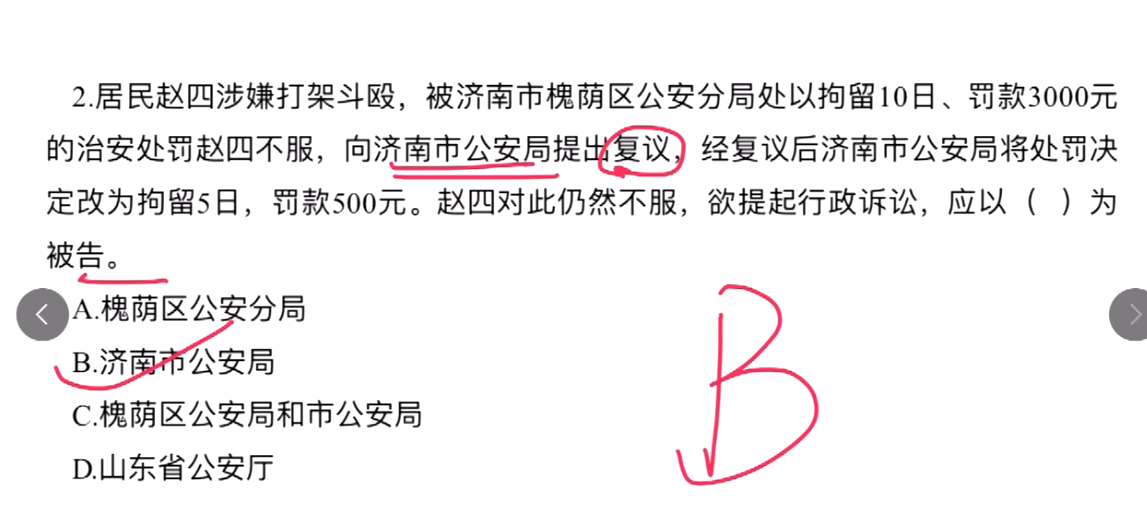 2.居民赵四涉嫌打架斗殴，被济南市槐荫区公安分局处以拘留10日、罚款3000元
的治安处罚赵四不服，向济南市公安局提出复议，经复议后济南市公安局将处罚决
定改为拘留5日，罚款500元。赵四对此仍然不服，欲提起行政诉讼，应以（ ）为
被告。
A.槐荫区公安分局
B.济南市公安局
C.槐荫区公安局和市公安局
D.山东省公安厅
B